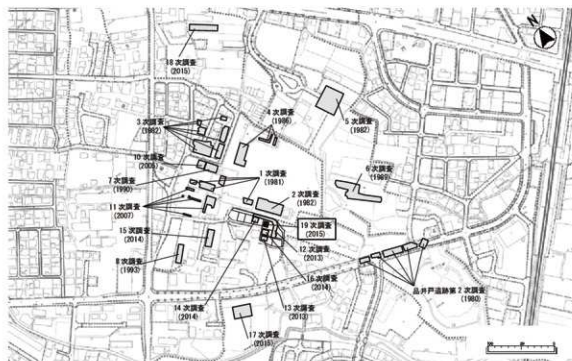 N
18次調査
(2015)
3次調査
(1982)
4次調査
(1986)
5次調査
(1982)
10次調査
(2005)
7次調査
(1990)
1次調査
(1981)
6次調査
(1989)
11次調査
(2007)
2次調査
(1982)
19次調査
(2015)
15次調査
(2014)
12次調査
(2013)
8次調査
(1993)
16次調査
(2014)
14次調査
(2014)
13次調査
(2013)
品井戸遺跡第2次調査
(1980)
17次調査
(2015)